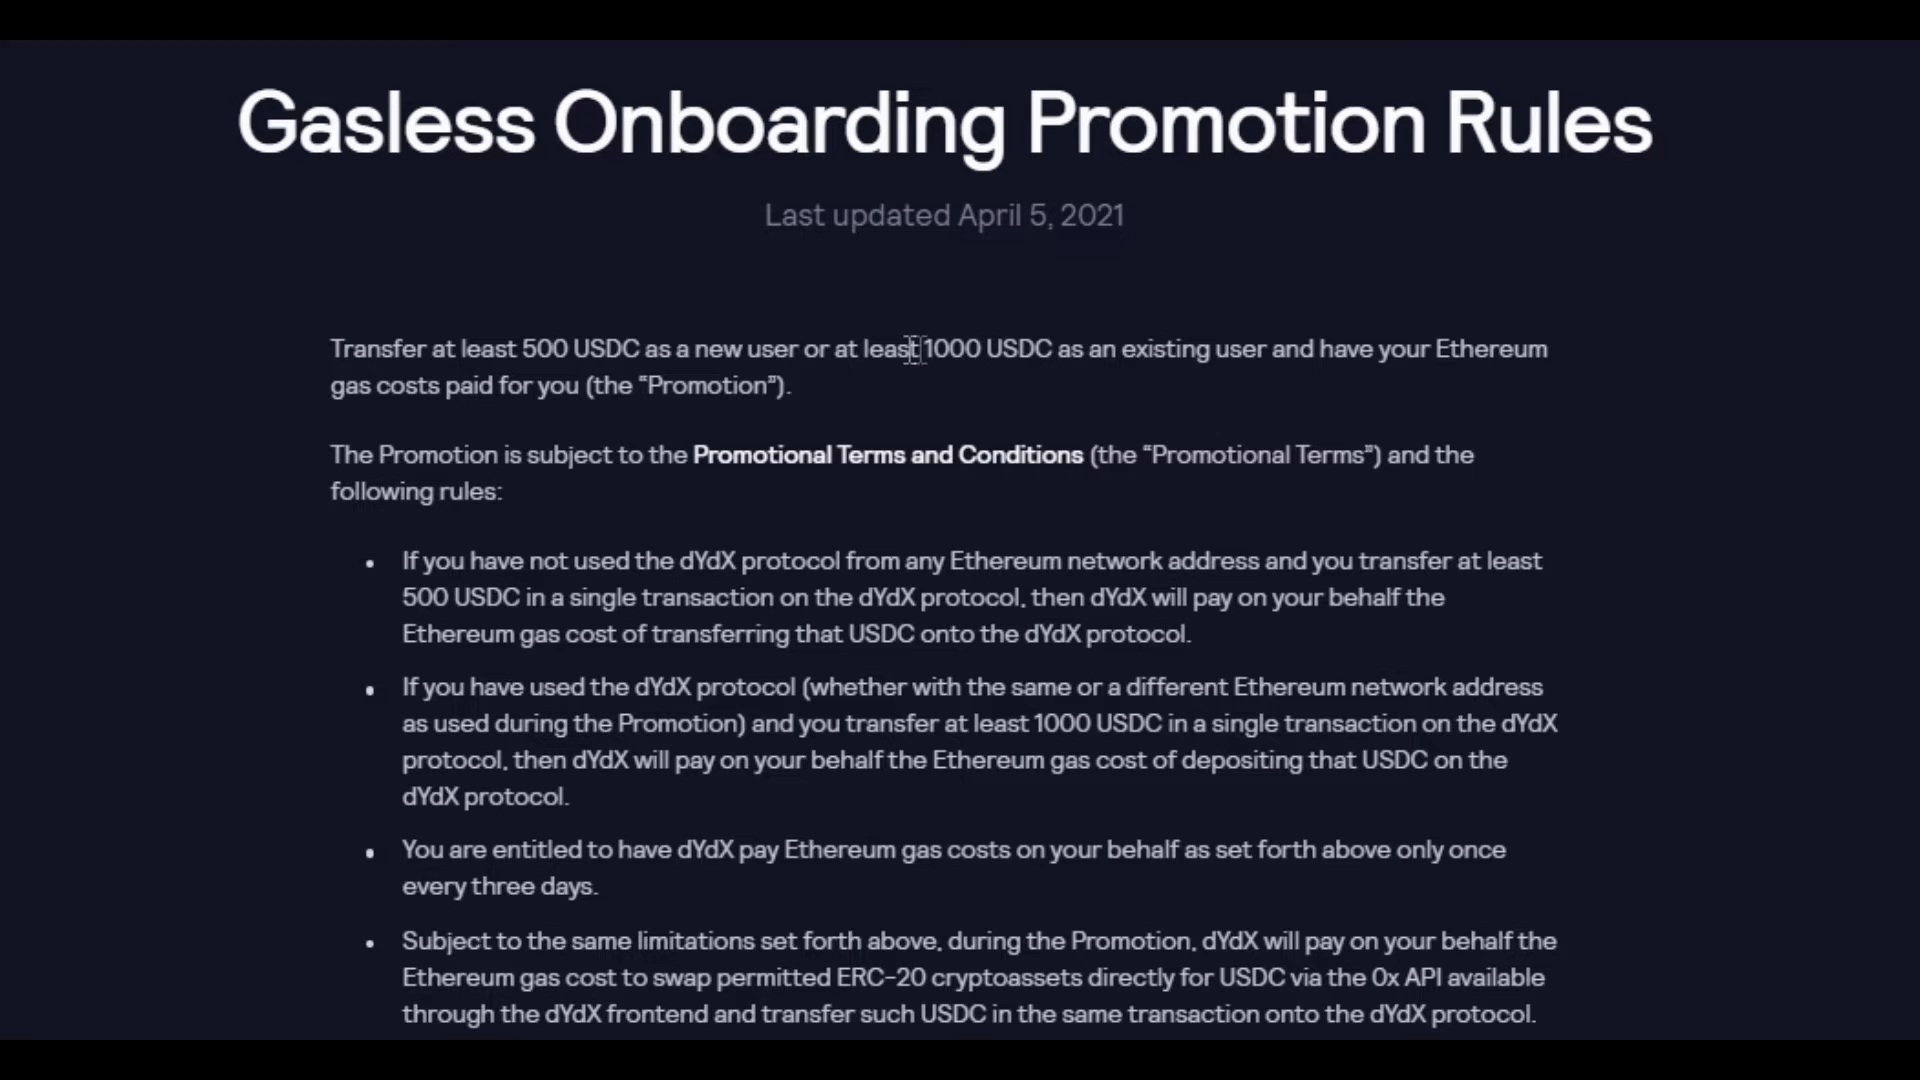 Gasless Onboarding Promotion Rules
Last updated April 5, 2021
Transfer at least 500 USDC as a new user or at least 1000 USDC as an existing user and have your Ethereum
gas costs paid for you (the “Promotion”).
The Promotion is subject to the Promotional Terms and Conditions (the “Promotional Terms”) and the
following rules:
• If you have not used the dYdX protocol from any Ethereum network address and you transfer at least
500 USDC in a single transaction on the dYdX protocol, then dYdX will pay on your behalf the
Ethereum gas cost of transferring that USDC onto the dYdX protocol.
• If you have used the dYdX protocol (whether with the same or a different Ethereum network address
as used during the Promotion) and you transfer at least 1000 USDC in a single transaction on the dYdX
protocol, then dYdX will pay on your behalf the Ethereum gas cost of depositing that USDC on the
dYdX protocol.
• You are entitled to have dYdX pay Ethereum gas costs on your behalf as set forth above only once
every three days.
• Subject to the same limitations set forth above, during the Promotion, dYdX will pay on your behalf the
Ethereum gas cost to swap permitted ERC-20 cryptoassets directly for USDC via the 0x API available
through the dYdX frontend and transfer such USDC in the same transaction onto the dYdX protocol.